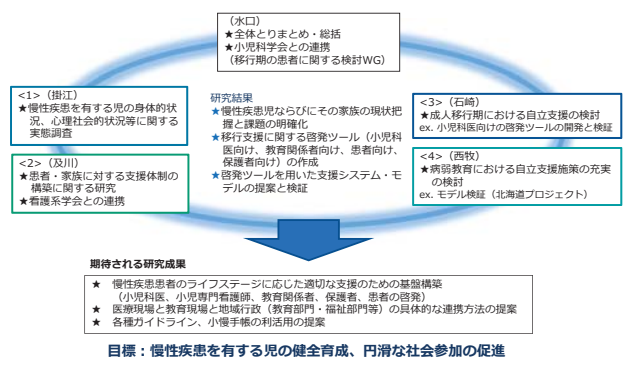 （水口）
★全体とりまとめ・総括
★小児科学会との連携
（移行期の患者に関する検討WG）
<1>（掛江）
★慢性疾患を有する児の身体的状
況、心理社会的状況等に関する
実態調査
<2>（及川）
★患者・家族に対する支援体制の
構築に関する研究
★看護系学会との連携
研究結果
★慢性疾患児ならびにその家族の現状把
握と課題の明確化
★移行支援に関する啓発ツール（小児科
医向け、教育関係者向け、患者向け、
保護者向け）の作成
★啓発ツールを用いた支援システム・モ
デルの提案と検証
<3>（石崎）
★成人移行期における自立支援の検討
ex. 小児科医向けの啓発ツールの開発と検証
<4>（西牧）
★病弱教育における自立支援施策の充実
の検討
ex. モデル検証（北海道プロジェクト）
期待される研究成果
★ 慢性疾患患者のライフステージに応じた適切な支援のための基盤構築
（小児科医、小児専門看護師、教育関係者、保護者、患者の啓発）
★ 医療現場と教育現場と地域行政（教育部門・福祉部門等）の具体的な連携方法の提案
★ 各種ガイドライン、小慢手帳の利活用の提案
目標：慢性疾患を有する児の健全育成、円滑な社会参加の促進